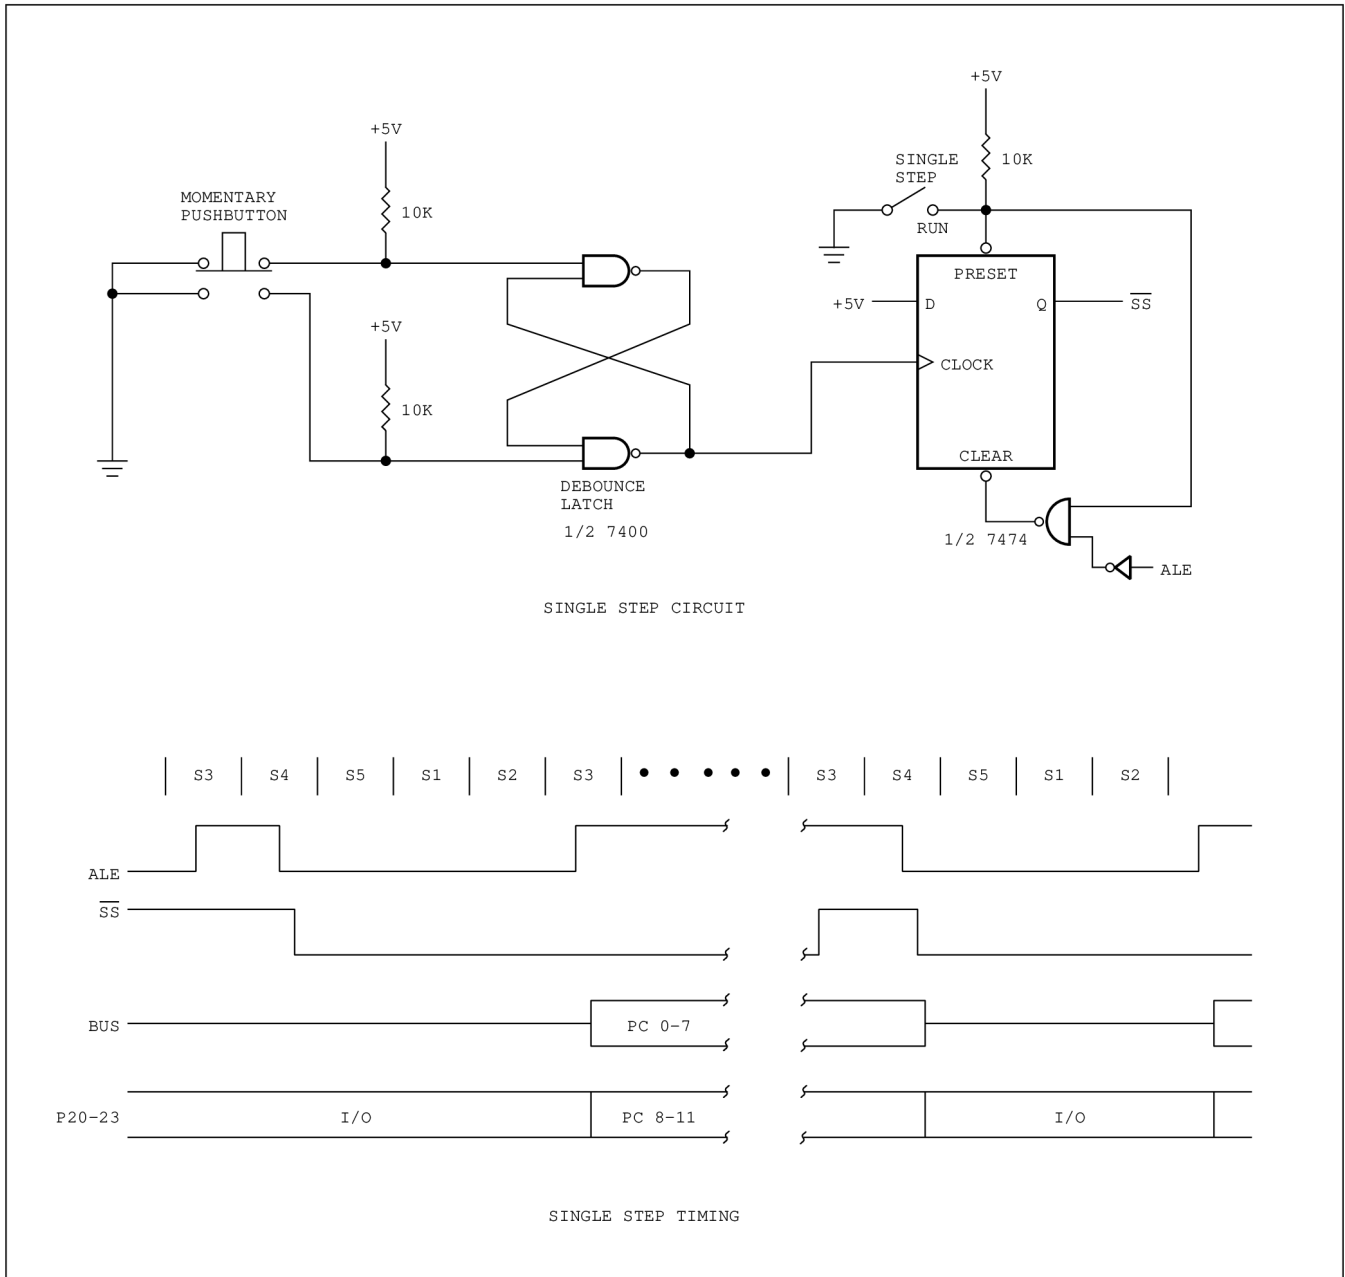 +5V
+5V
SINGLE
STEP
10K
MOMENTARY
PUSHBUTTON
10K
RUN
PRESET
+5V
D
Q
SS
+5V
CLOCK
10K
CLEAR
DEBOUNCE
LATCH
1/2 7400
1/2 7474
ALE
SINGLE STEP CIRCUIT
S3 S4 S5 S1 S2 S3 S3 S4 S5 S1 S2
ALE
SS
BUS
PC 0-7
P20-23
I/O
PC 8-11
I/O
SINGLE STEP TIMING